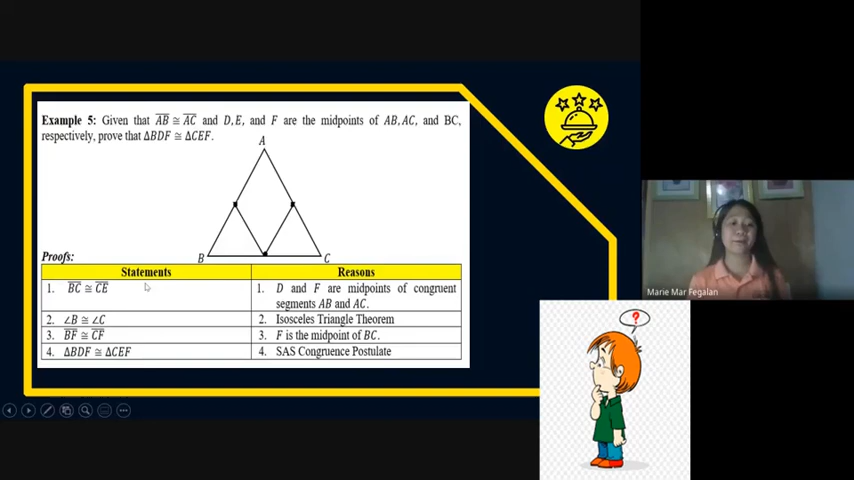 Example 5: Given that AB ≅ AC and D, E, and F are the midpoints of AB, AC, and BC,
respectively, prove that ΔBDF ≅ ΔCEF.
A
B
C
Proofs:
Statements Reasons
1. BC ≅ CE 1. D and F are midpoints of congruent
segments AB and AC.
2. ∠B ≅ ∠C 2. Isosceles Triangle Theorem
3. BF ≅ CF 3. F is the midpoint of BC.
4. ΔBDF ≅ ΔCEF 4. SAS Congruence Postulate
Marie Mar Fegalan
?